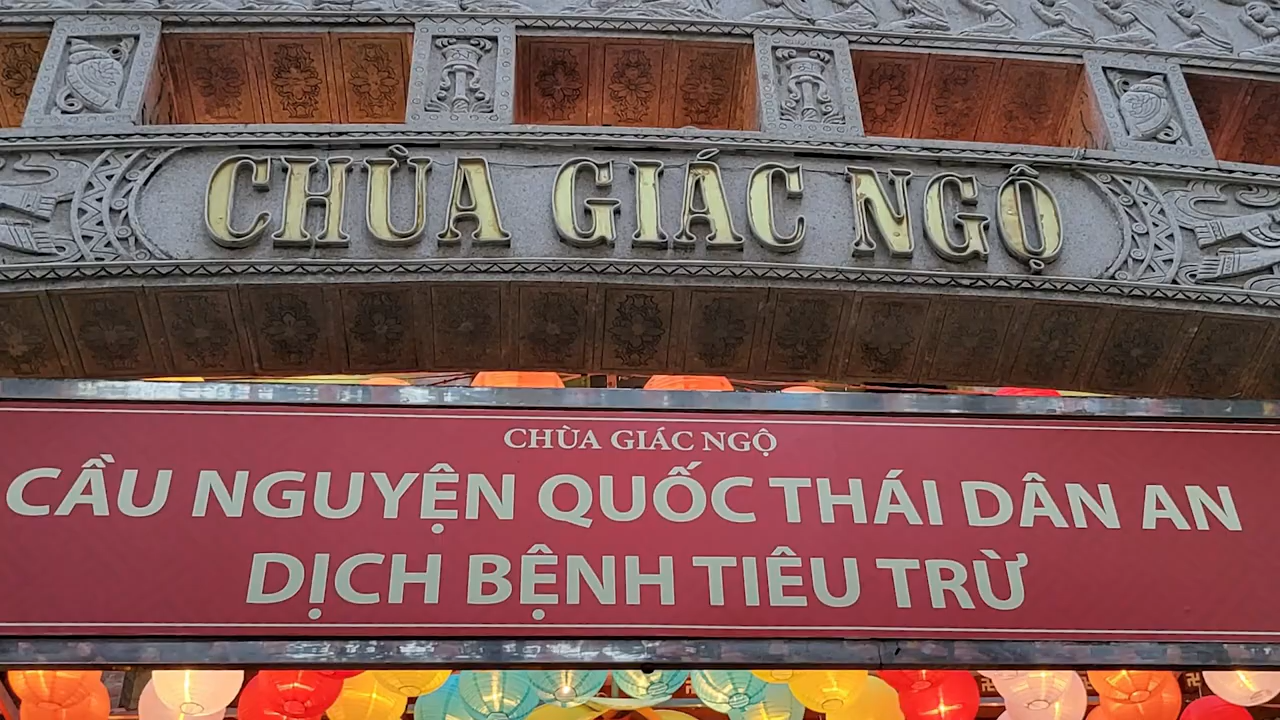 CHÙA GIÁC NGỘ
CHÙA GIÁC NGỘ
CẦU NGUYỆN QUỐC THÁI DÂN AN
DỊCH BỆNH TIÊU TRỪ